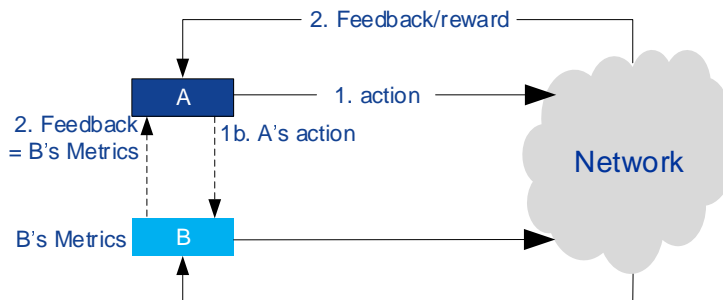 2. Feedback/reward
A
1. action
2. Feedback
= B's Metrics
1b. A's action
Network
B's Metrics
B